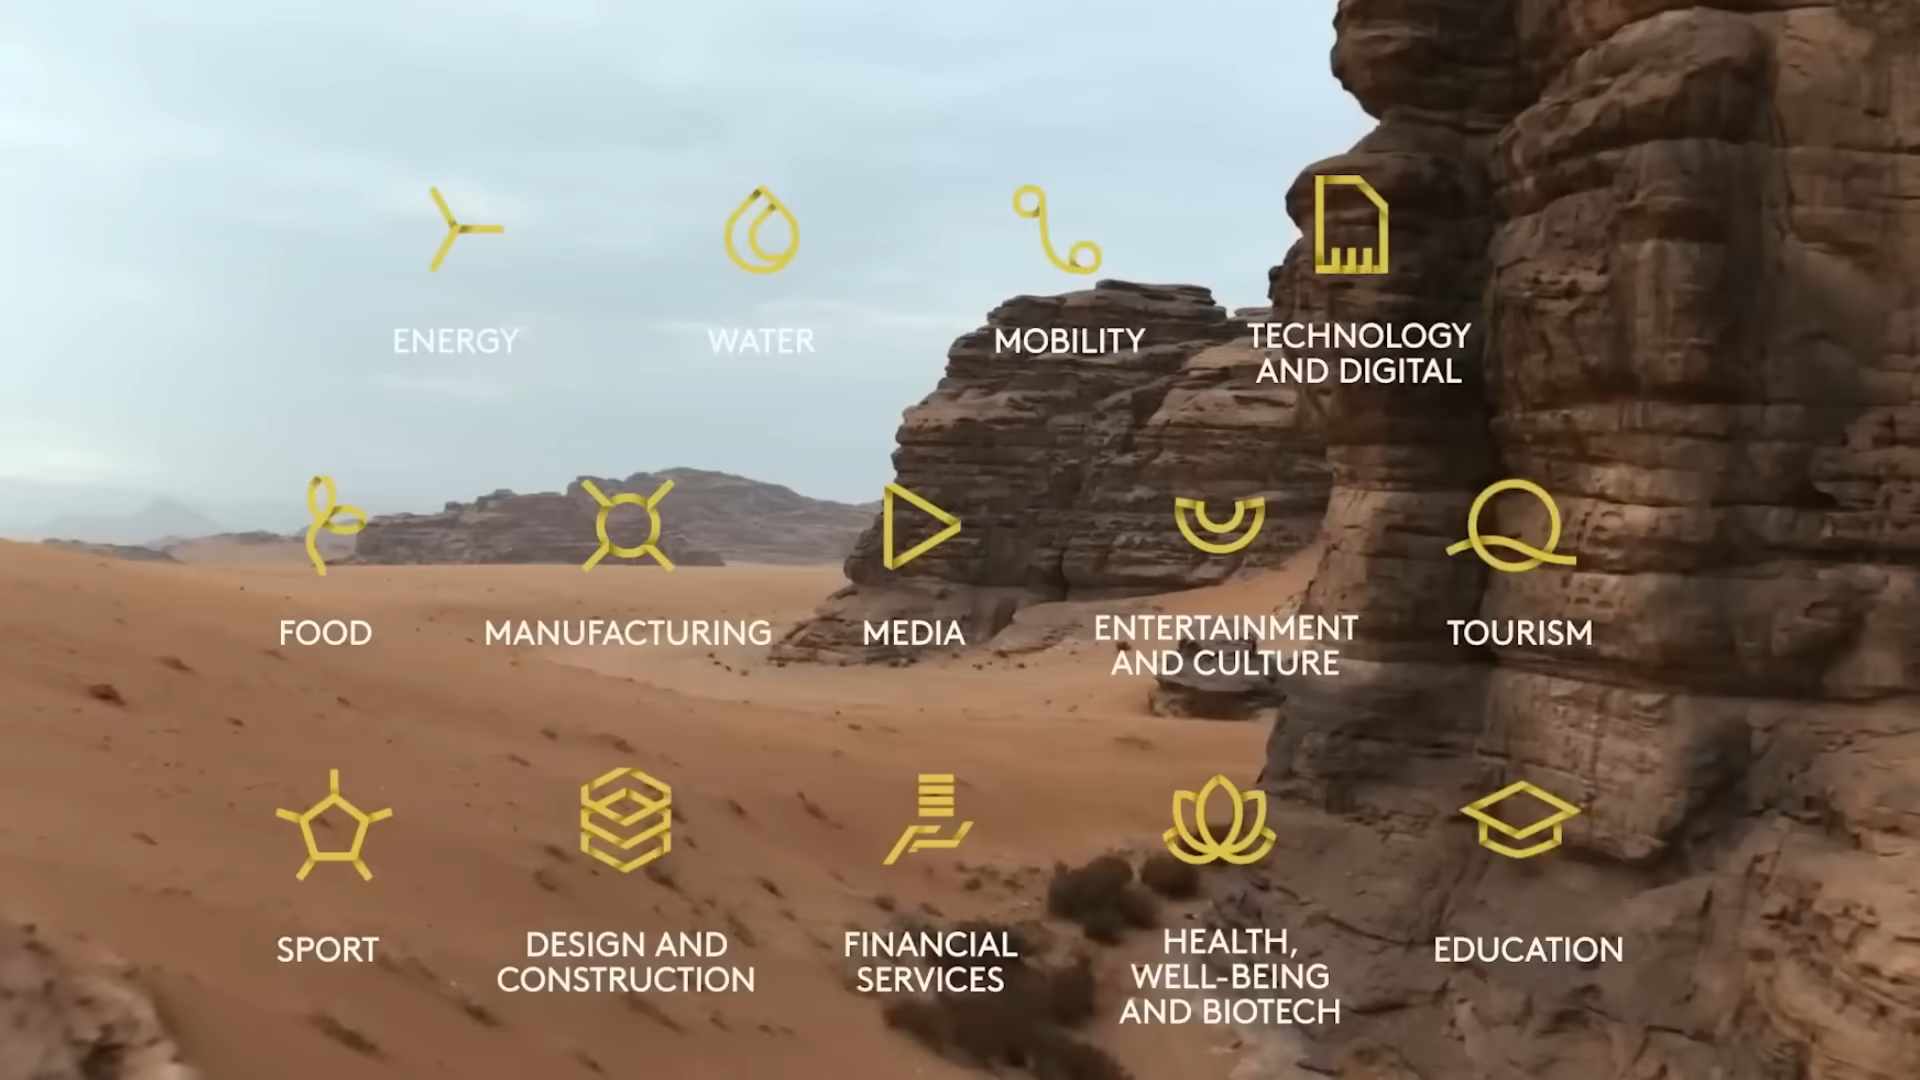 ENERGY
WATER
MOBILITY
TECHNOLOGY
AND DIGITAL
FOOD
MANUFACTURING
MEDIA
ENTERTAINMENT
AND CULTURE
TOURISM
SPORT
DESIGN AND
CONSTRUCTION
FINANCIAL
SERVICES
HEALTH,
WELL-BEING
AND BIOTECH
EDUCATION